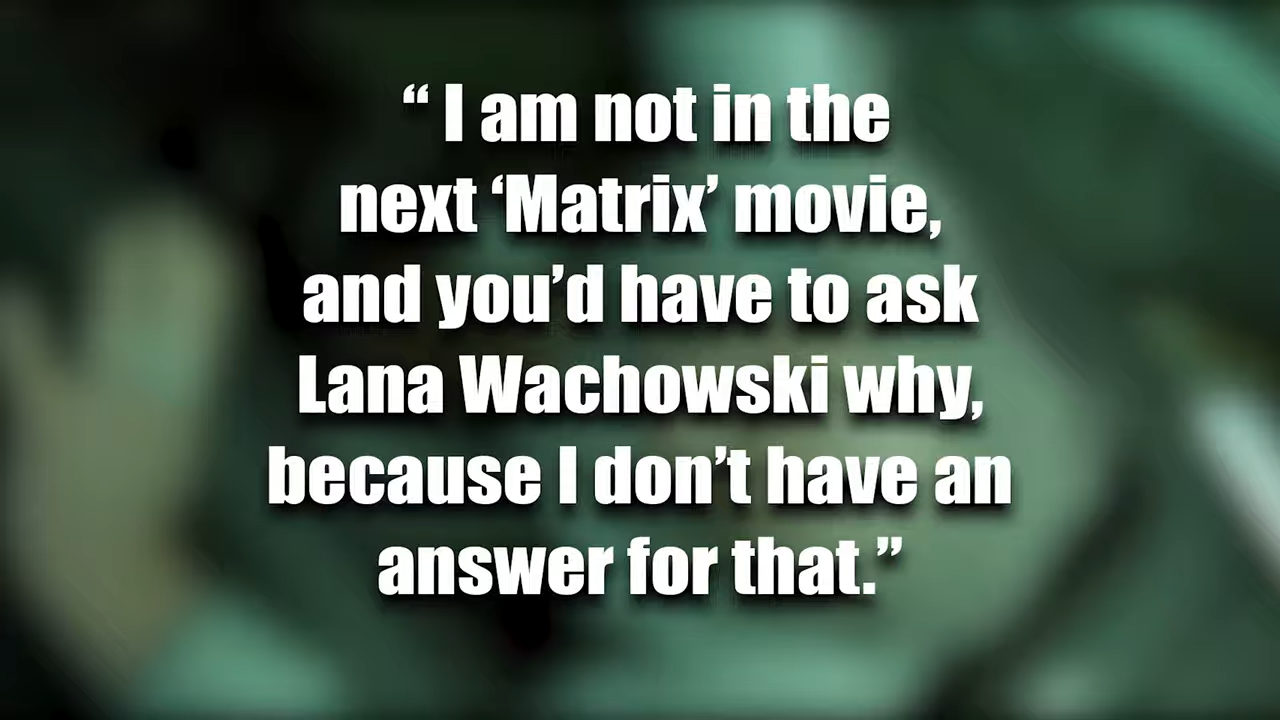 “ I am not in the
next ‘Matrix’ movie,
and you’d have to ask
Lana Wachowski why,
because I don’t have an
answer for that.”